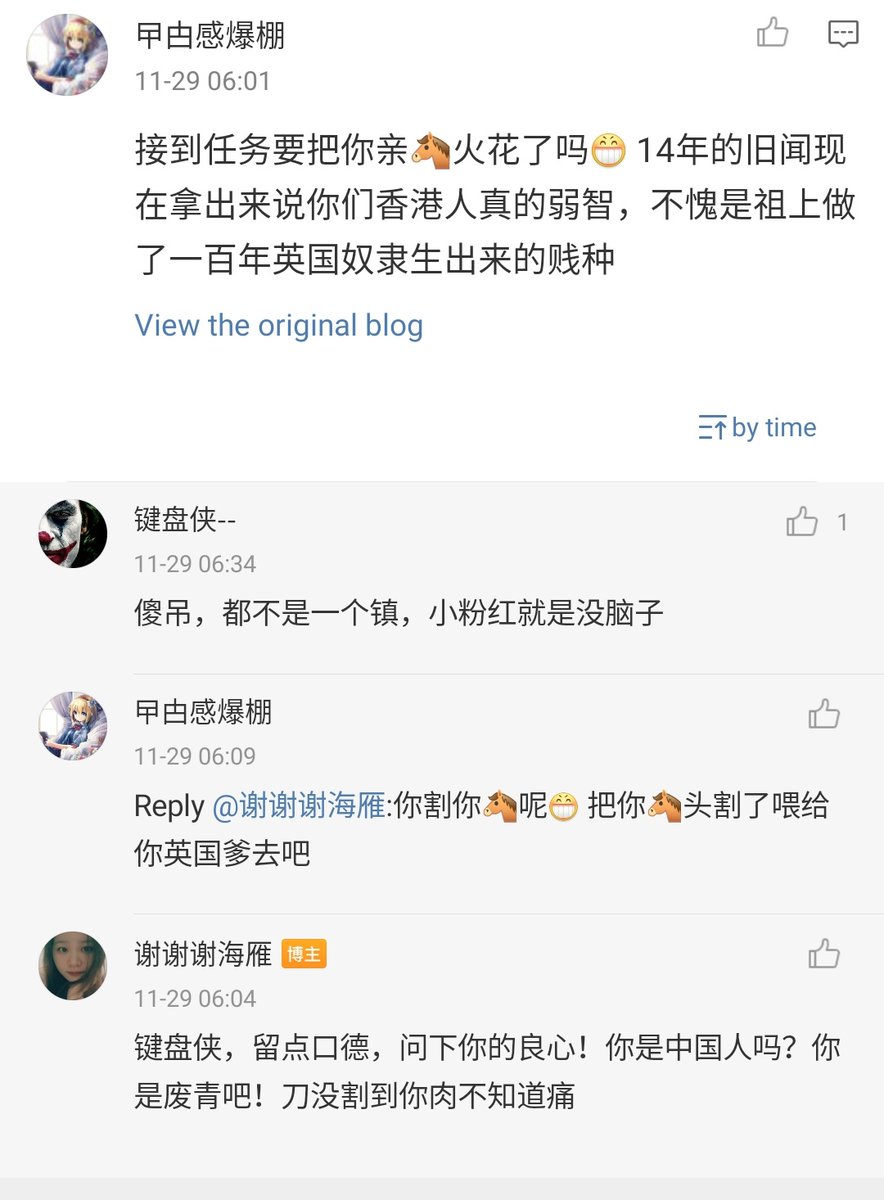 曱甴感爆棚
11-29 06:01
接到任务要把你亲🐴火花了吗😁 14年的旧闻现
在拿出来说你们香港人真的弱智，不愧是祖上做
了一百年英国奴隶生出来的贱种
View the original blog
by time
键盘侠--
1
11-29 06:34
傻吊，都不是一个镇，小粉红就是没脑子
曱甴感爆棚
11-29 06:09
Reply @谢谢谢海雁:你割你🐴呢😁 把你🐴头割了喂给
你英国爹去吧
谢谢谢海雁 博主
11-29 06:04
键盘侠，留点口德，问下你的良心！你是中国人吗？你
是废青吧！刀没割到你肉不知道痛